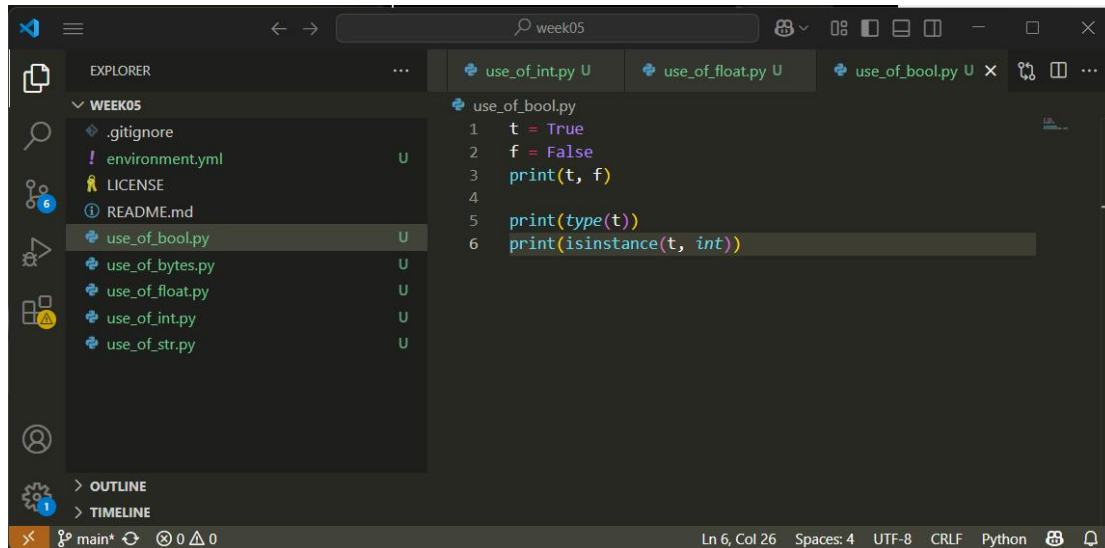 week05
EXPLORER
WEEK05
.gitignore
environment.yml U
LICENSE
README.md
use_of_bool.py U
use_of_bytes.py U
use_of_float.py U
use_of_int.py U
use_of_str.py U
OUTLINE
TIMELINE
6
1
use_of_int.py U use_of_float.py U use_of_bool.py U
use_of_bool.py
1 t = True
2 f = False
3 print(t, f)
4
5 print(type(t))
6 print(isinstance(t, int))
main* 0 0 Ln 6, Col 26 Spaces: 4 UTF-8 CRLF Python